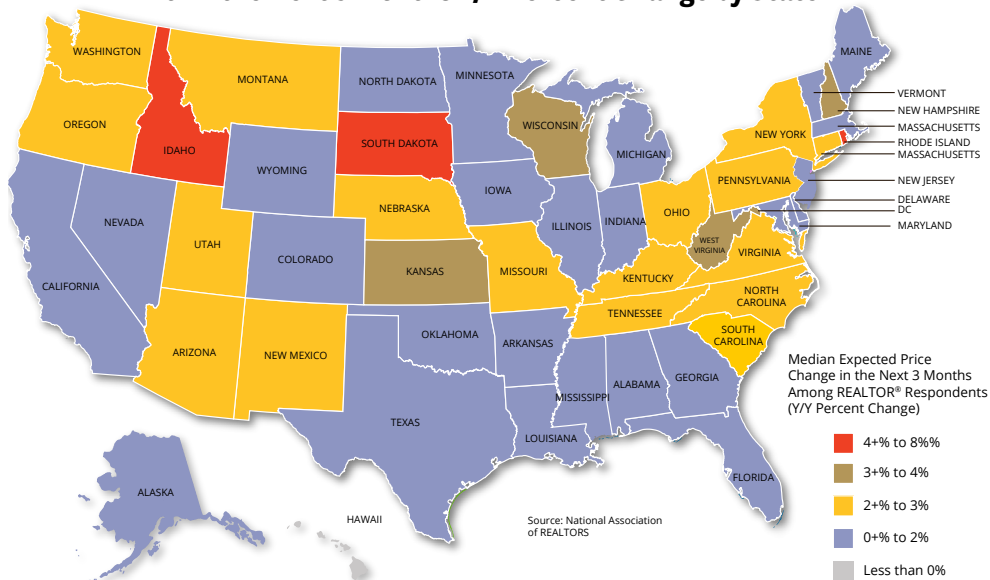 WASHINGTON
MAINE
MONTANA
NORTH DAKOTA
MINNESOTA
VERMONT
NEW HAMPSHIRE
OREGON
WISCONSIN
NEW YORK
MASSACHUSETTS
RHODE ISLAND
MASSACHUSETTS
IDAHO
SOUTH DAKOTA
MICHIGAN
WYOMING
PENNSYLVANIA
NEW JERSEY
IOWA
DELAWARE
DC
MARYLAND
NEBRASKA
OHIO
NEVADA
ILLINOIS
INDIANA
UTAH
WEST
VIRGINIA
VIRGINIA
COLORADO
KANSAS
MISSOURI
KENTUCKY
CALIFORNIA
NORTH
CAROLINA
TENNESSEE
OKLAHOMA
ARKANSAS
SOUTH
CAROLINA
ARIZONA
NEW MEXICO
GEORGIA
ALABAMA
MISSISSIPPI
TEXAS
LOUISIANA
FLORIDA
ALASKA
HAWAII
Source: National Association
of REALTORS
Median Expected Price
Change in the Next 3 Months
Among REALTOR® Respondents
(Y/Y Percent Change)
4+% to 8%%
3+% to 4%
2+% to 3%
0+% to 2%
Less than 0%